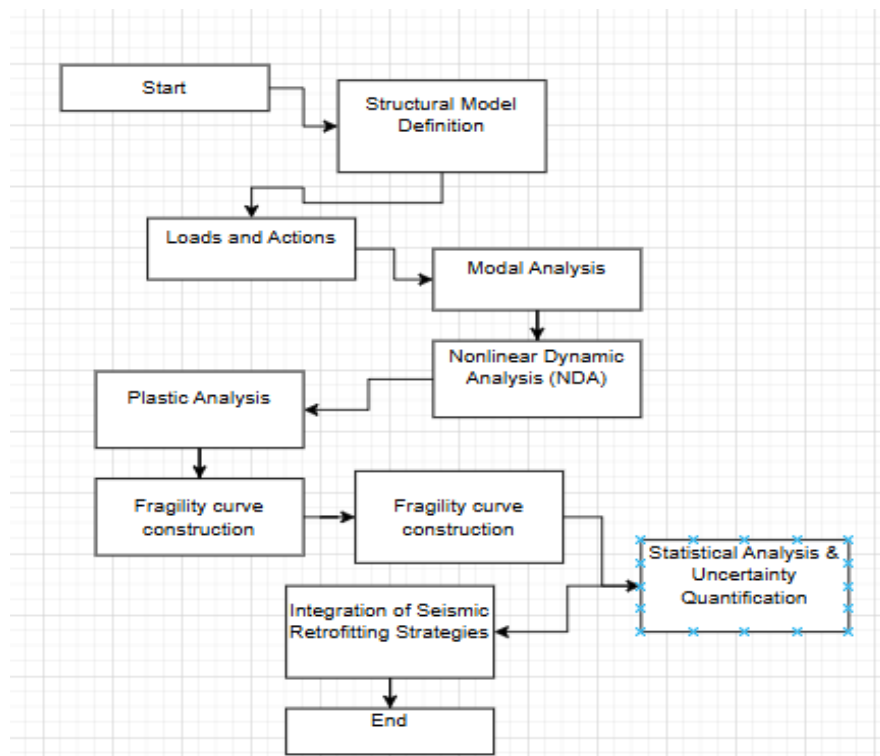 Start
Structural Model
Definition
Loads and Actions
Modal Analysis
Nonlinear Dynamic
Analysis (NDA)
Plastic Analysis
Fragility curve
construction
Fragility curve
construction
Statistical Analysis &
Uncertainty
Quantification
Integration of Seismic
Retrofitting Strategies
End